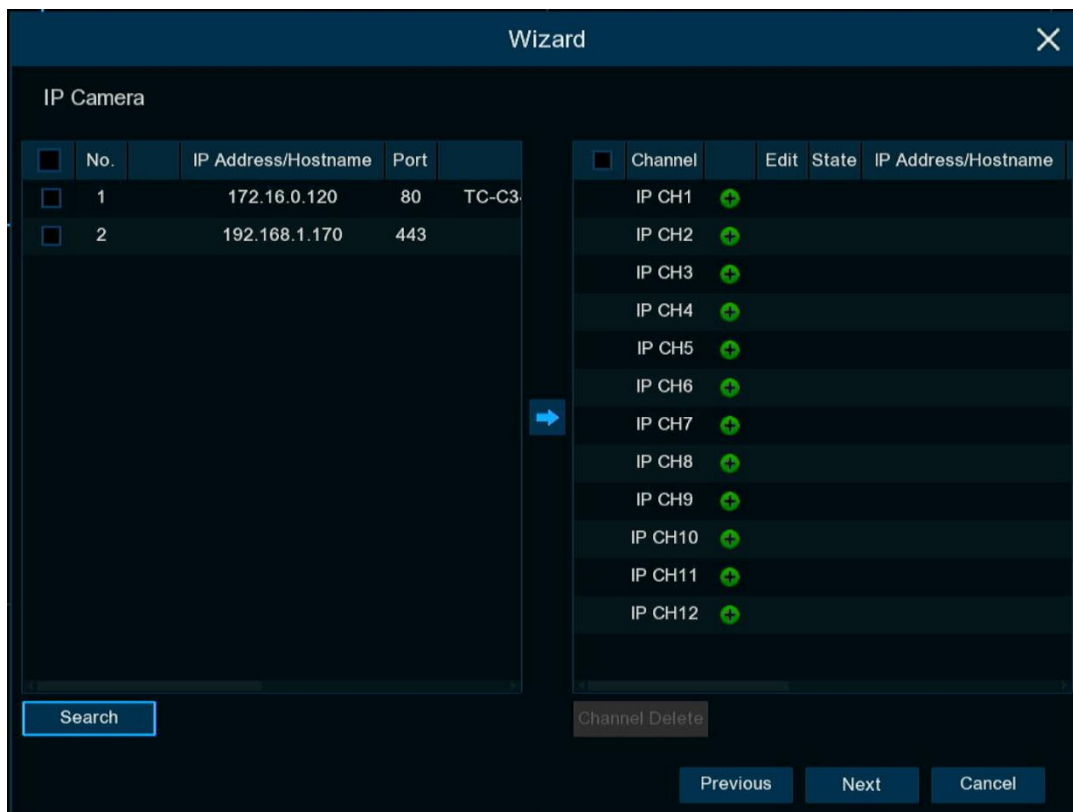 Wizard
IP Camera
No. IP Address/Hostname Port
1 172.16.0.120 80 TC-C3
2 192.168.1.170 443
Channel Edit State IP Address/Hostname
IP CH1
IP CH2
IP CH3
IP CH4
IP CH5
IP CH6
IP CH7
IP CH8
IP CH9
IP CH10
IP CH11
IP CH12
Search
Channel Delete
Previous Next Cancel